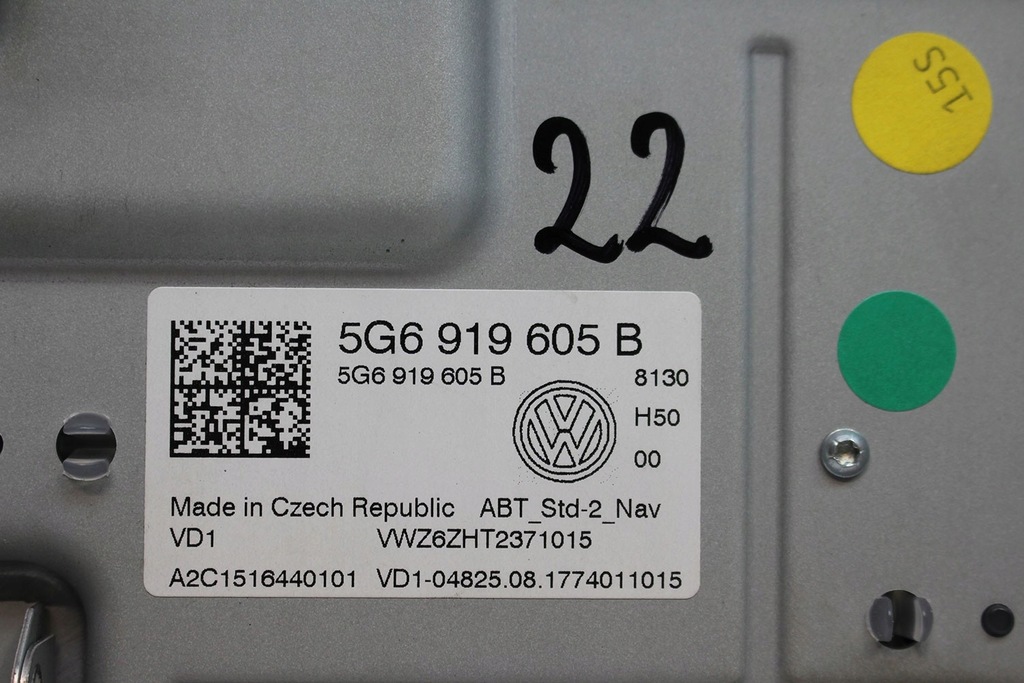 15S
22
5G6 919 605 B
5G6 919 605 B 8130
H50
00
Made in Czech Republic ABT_Std-2_Nav
VD1 VWZ6ZHT2371015
A2C1516440101 VD1-04825.08.1774011015